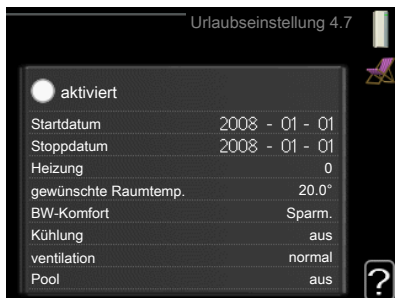 Urlaubseinstellung 4.7
aktiviert
Startdatum 2008 - 01 - 01
Stoppdatum 2008 - 01 - 01
Heizung 0
gewünschte Raumtemp. 20.0°
BW-Komfort Sparm.
Kühlung aus
ventilation normal
Pool aus
?